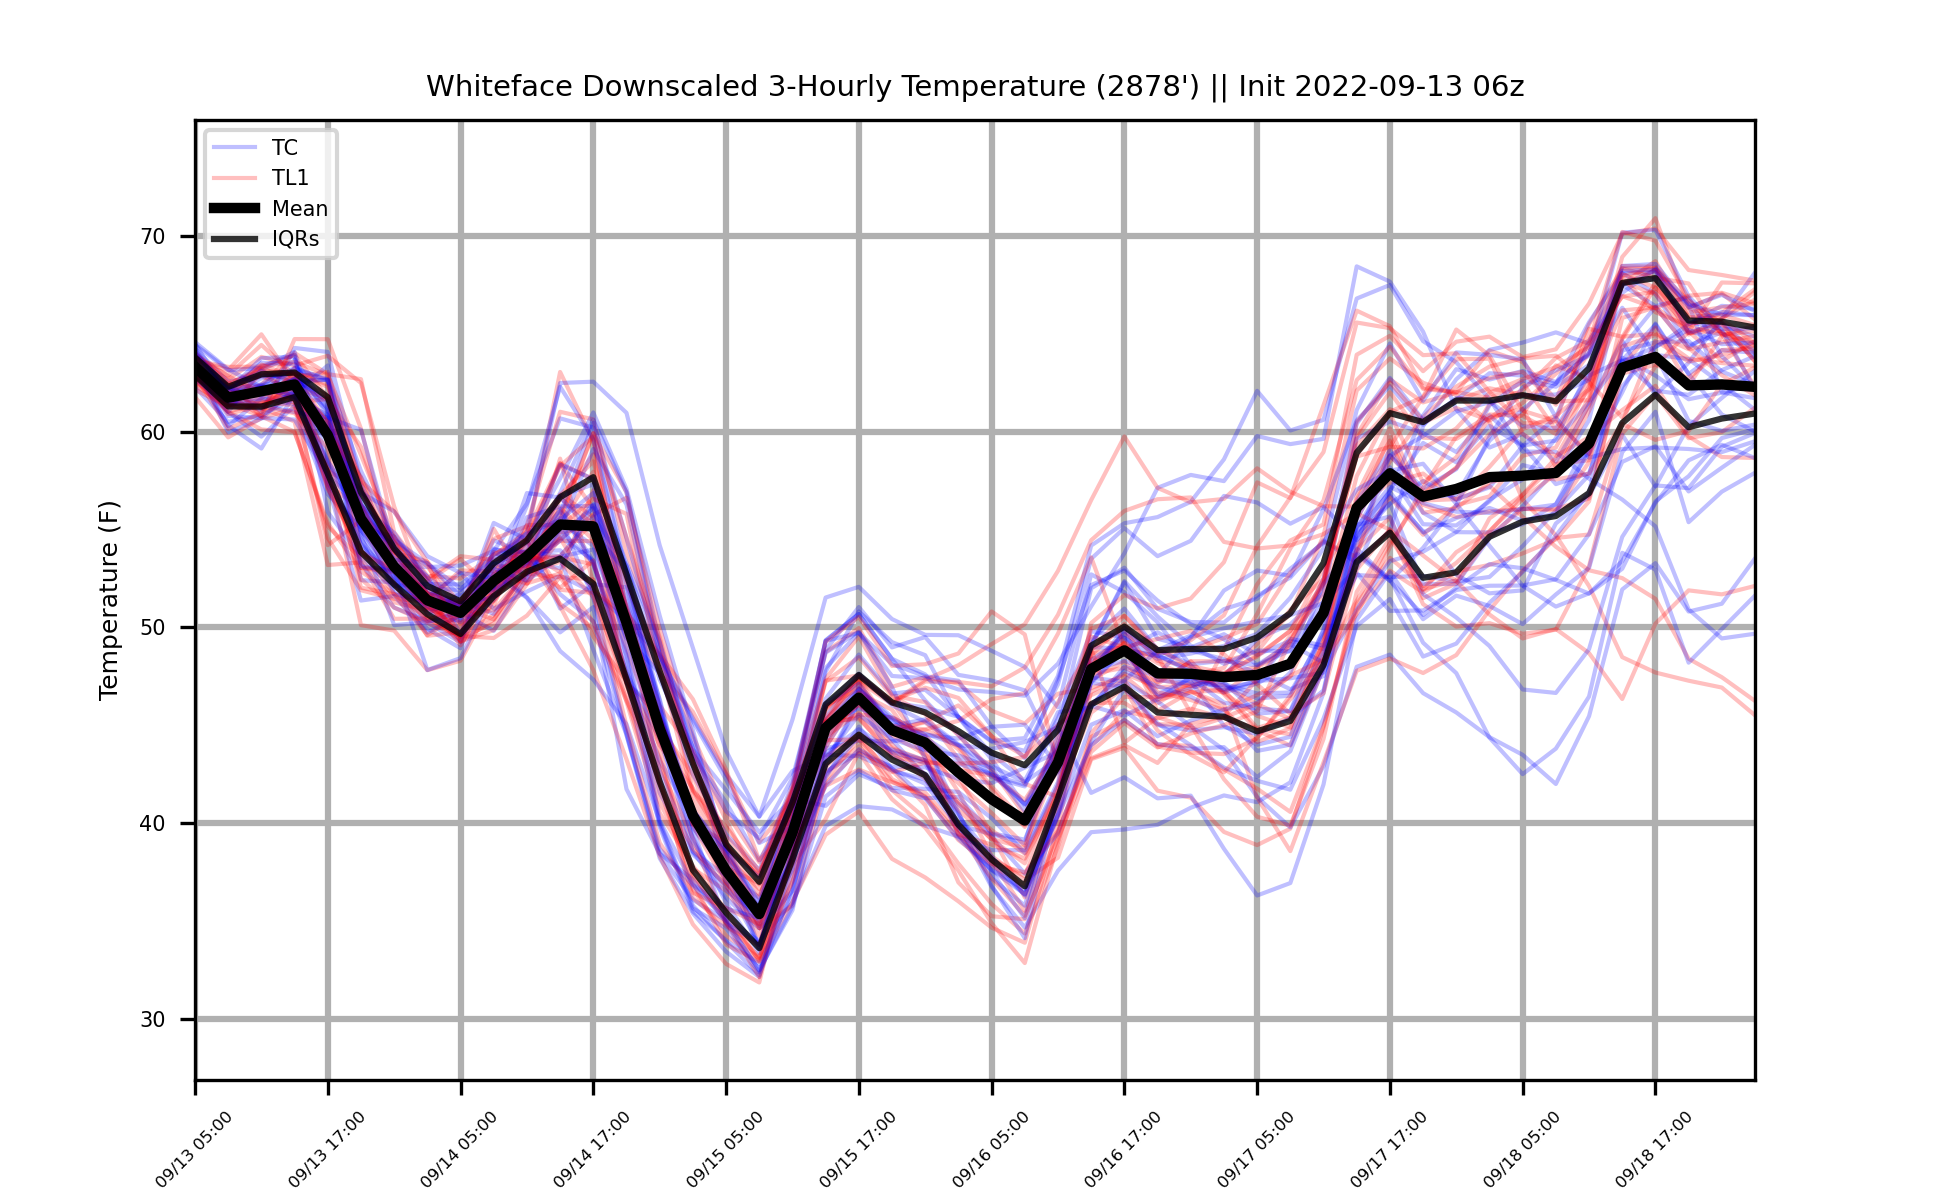 Whiteface Downscaled 3-Hourly Temperature (2878') || Init 2022-09-13 06z
TC
TL1
Mean
IQRs
Temperature (F)
70
60
50
40
30
09/13 05:00
09/13 17:00
09/14 05:00
09/14 17:00
09/15 05:00
09/15 17:00
09/16 05:00
09/16 17:00
09/17 05:00
09/17 17:00
09/18 05:00
09/18 17:00